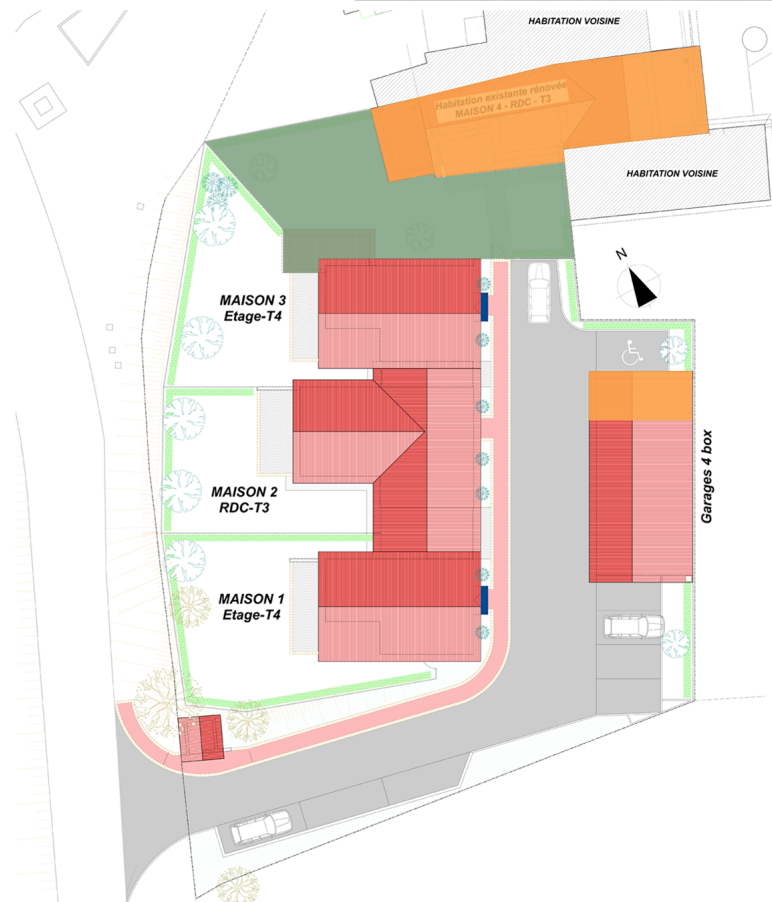 HABITATION VOISINE
Habitation existante rénovée
MAISON 4 - RDC - T3
HABITATION VOISINE
N
MAISON 3
Etage-T4
MAISON 2
RDC-T3
Garages 4 box
MAISON 1
Etage-T4